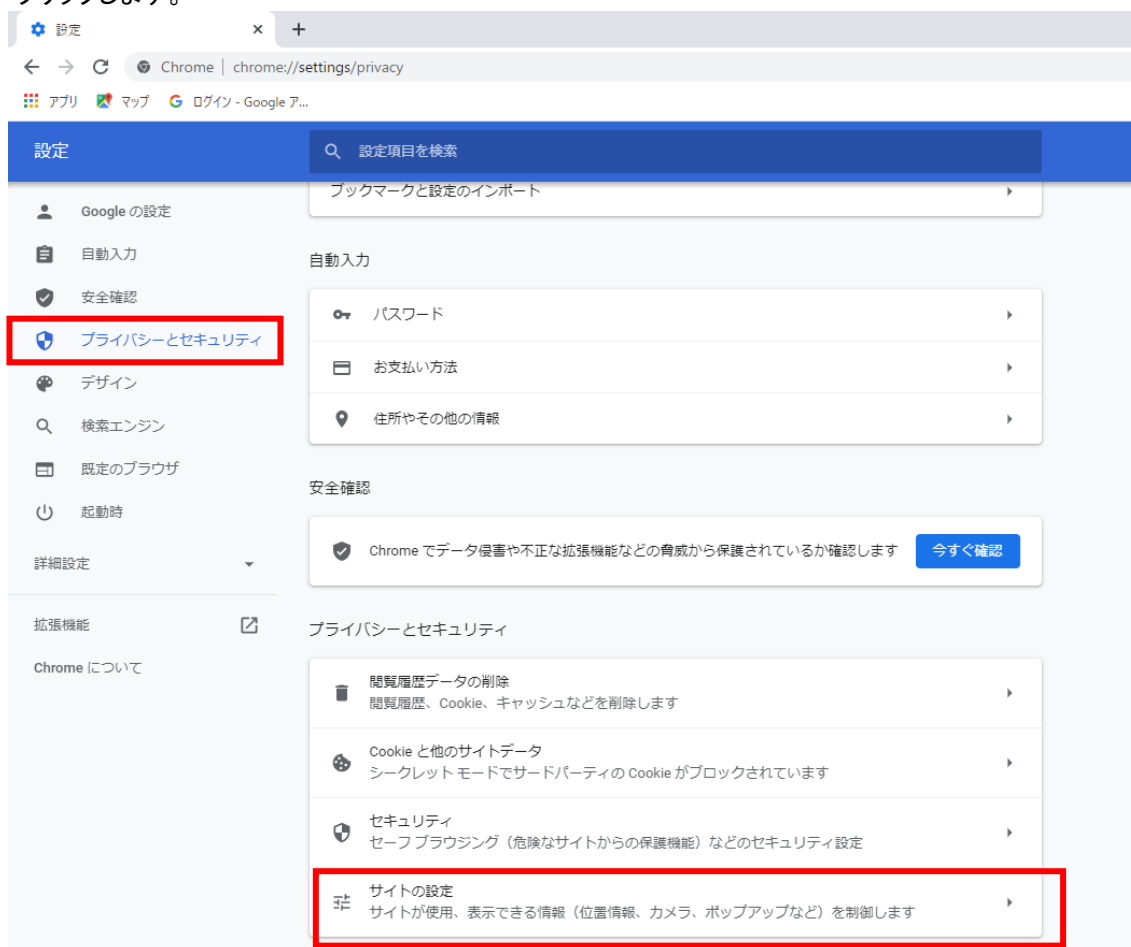 クリックします。
設定
Chrome | chrome://settings/privacy
アプリ マップ ログイン - Google ア...
設定
設定項目を検索
ブックマークと設定のインポート
Google の設定
自動入力
安全確認
プライバシーとセキュリティ
デザイン
検索エンジン
既定のブラウザ
起動時
詳細設定
拡張機能
Chrome について
自動入力
パスワード
お支払い方法
住所やその他の情報
安全確認
Chrome でデータ侵害や不正な拡張機能などの脅威から保護されているか確認します
今すぐ確認
プライバシーとセキュリティ
閲覧履歴データの削除
閲覧履歴、Cookie、キャッシュなどを削除します
Cookie と他のサイトデータ
シークレット モードでサードパーティの Cookie がブロックされています
セキュリティ
セーフ ブラウジング（危険なサイトからの保護機能）などのセキュリティ設定
サイトの設定
サイトが使用、表示できる情報（位置情報、カメラ、ポップアップなど）を制御します